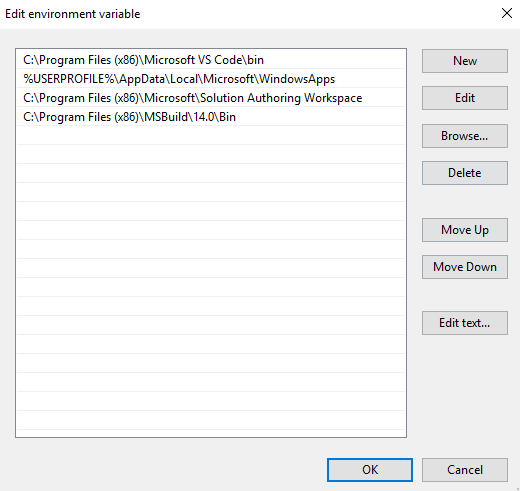 Edit environment variable
C:\Program Files (x86)\Microsoft VS Code\bin
%USERPROFILE%\AppData\Local\Microsoft\WindowsApps
C:\Program Files (x86)\Microsoft\Solution Authoring Workspace
C:\Program Files (x86)\MSBuild\14.0\Bin
New
Edit
Browse...
Delete
Move Up
Move Down
Edit text...
OK
Cancel